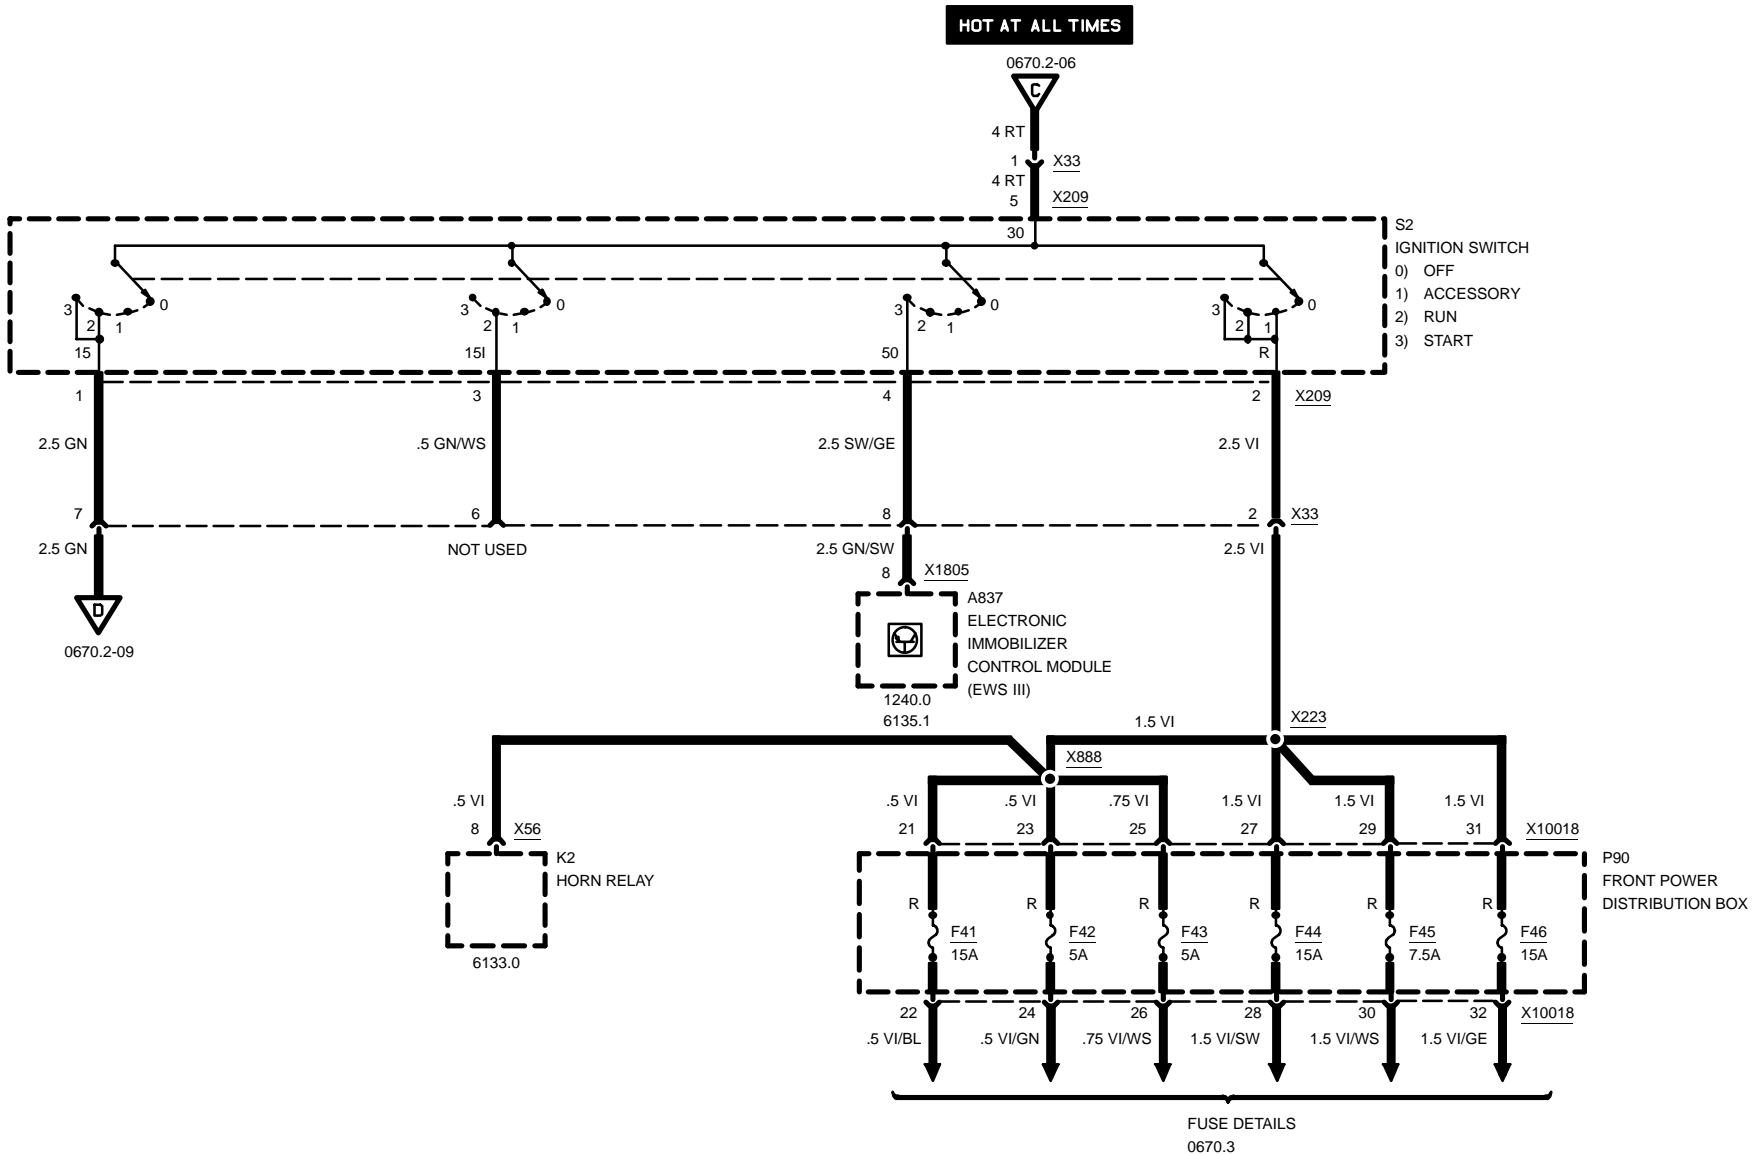 HOT AT ALL TIMES
0670.2-06
C
4 RT
1 X33
4 RT
5 X209
30
S2
IGNITION SWITCH
0) OFF
1) ACCESSORY
2) RUN
3) START
3 2 1 0
3 2 1 0
3 2 1 0
3 2 1 0
15 15I 50 R
1 3 4 2 X209
2.5 GN .5 GN/WS 2.5 SW/GE 2.5 VI
7 6 8 2 X33
2.5 GN NOT USED 2.5 GN/SW 2.5 VI
8 X1805
D
0670.2-09
A837
ELECTRONIC
IMMOBILIZER
CONTROL MODULE
(EWS III)
1240.0
6135.1
1.5 VI X223
X888
.5 VI .5 VI .5 VI .75 VI 1.5 VI 1.5 VI 1.5 VI
8 X56 21 23 25 27 29 31 X10018
K2
HORN RELAY
6133.0
P90
FRONT POWER
DISTRIBUTION BOX
R R R R R R
F41 F42 F43 F44 F45 F46
15A 5A 5A 15A 7.5A 15A
22 24 26 28 30 32 X10018
.5 VI/BL .5 VI/GN .75 VI/WS 1.5 VI/SW 1.5 VI/WS 1.5 VI/GE
FUSE DETAILS
0670.3